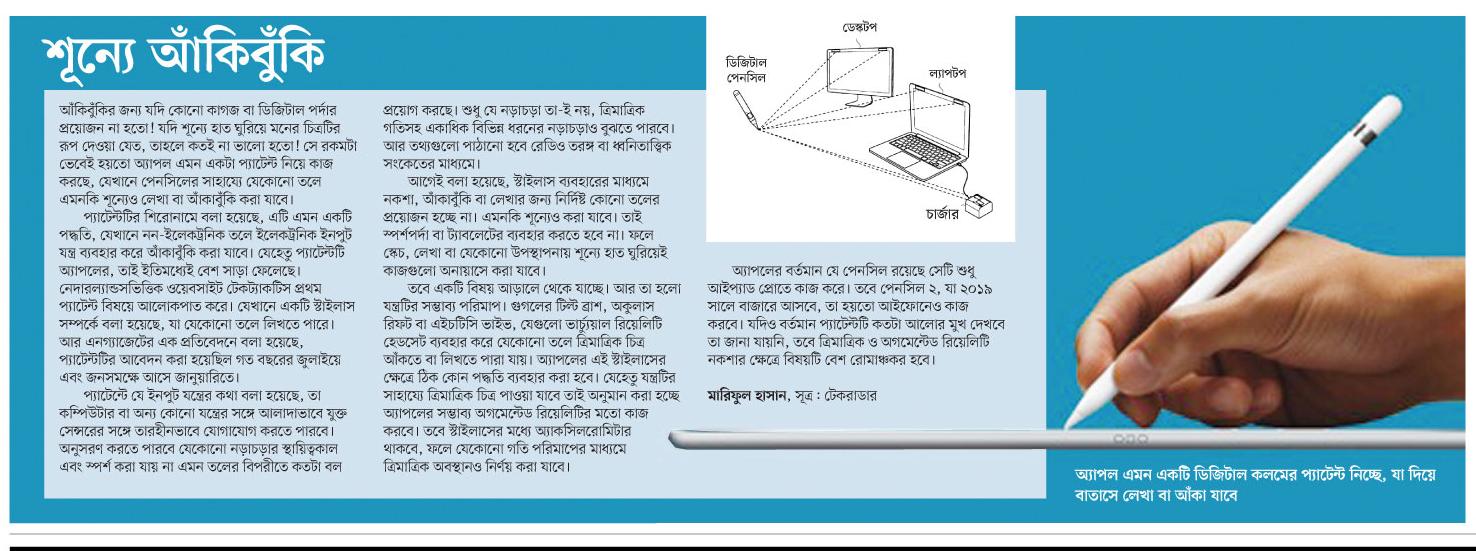 শূন্যে আঁকিবুঁকি
আঁকিবুঁকির জন্য যদি কোনো কাগজ বা ডিজিটাল পর্দার
প্রয়োজন না হতো! যদি শূন্যে হাত ঘুরিয়ে মনের চিত্রটির
রূপ দেওয়া যেত, তাহলে কতই না ভালো হতো! সে রকমটা
ভেবেই হয়তো অ্যাপল এমন একটা প্যাটেন্ট নিয়ে কাজ
করছে, যেখানে পেনসিলের সাহায্যে যেকোনো তলে
এমনকি শূন্যেও লেখা বা আঁকাবুঁকি করা যাবে।
প্যাটেন্টটির শিরোনামে বলা হয়েছে, এটি এমন একটি
পদ্ধতি, যেখানে নন-ইলেকট্রনিক তলে ইলেকট্রনিক ইনপুট
যন্ত্র ব্যবহার করে আঁকাবুঁকি করা যাবে। যেহেতু প্যাটেন্টটি
অ্যাপলের, তাই ইতিমধ্যেই বেশ সাড়া ফেলেছে।
নেদারল্যান্ডসভিত্তিক ওয়েবসাইট টেকট্যাকটিস প্রথম
প্যাটেন্ট বিষয়ে আলোকপাত করে। যেখানে একটি স্টাইলাস
সম্পর্কে বলা হয়েছে, যা যেকোনো তলে লিখতে পারে।
আর এনগ্যাজেটের এক প্রতিবেদনে বলা হয়েছে,
প্যাটেন্টটির আবেদন করা হয়েছিল গত বছরের জুলাইয়ে
এবং জনসমক্ষে আসে জানুয়ারিতে।
প্যাটেন্টে যে ইনপুট যন্ত্রের কথা বলা হয়েছে, তা
কম্পিউটার বা অন্য কোনো যন্ত্রের সঙ্গে আলাদাভাবে যুক্ত
সেন্সরের সঙ্গে তারহীনভাবে যোগাযোগ করতে পারবে।
অনুসরণ করতে পারবে যেকোনো নড়াচড়ার স্থায়িত্বকাল
এবং স্পর্শ করা যায় না এমন তলের বিপরীতে কতটা বল
প্রয়োগ করছে। শুধু যে নড়াচড়া তা-ই নয়, ত্রিমাত্রিক
গতিসহ একাধিক বিভিন্ন ধরনের নড়াচড়াও বুঝতে পারবে।
আর তথ্যগুলো পাঠানো হবে রেডিও তরঙ্গ বা ধ্বনিতাত্ত্বিক
সংকেতের মাধ্যমে।
আগেই বলা হয়েছে, স্টাইলাস ব্যবহারের মাধ্যমে
নকশা, আঁকাবুঁকি বা লেখার জন্য নির্দিষ্ট কোনো তলের
প্রয়োজন হচ্ছে না। এমনকি শূন্যেও করা যাবে। তাই
স্পর্শপর্দা বা ট্যাবলেটের ব্যবহার করতে হবে না। ফলে
স্কেচ, লেখা বা যেকোনো উপস্থাপনায় শূন্যে হাত ঘুরিয়েই
কাজগুলো অনায়াসে করা যাবে।
তবে একটি বিষয় আড়ালে থেকে যাচ্ছে। আর তা হলো
যন্ত্রটির সম্ভাব্য পরিমাপ। গুগলের টিল্ট ব্রাশ, অকুলাস
রিফট বা এইচটিসি ভাইভ, যেগুলো ভার্চ্যুয়াল রিয়েলিটি
হেডসেট ব্যবহার করে যেকোনো তলে ত্রিমাত্রিক চিত্র
আঁকতে বা লিখতে পারা যায়। অ্যাপলের এই স্টাইলাসের
ক্ষেত্রে ঠিক কোন পদ্ধতি ব্যবহার করা হবে। যেহেতু যন্ত্রটির
সাহায্যে ত্রিমাত্রিক চিত্র পাওয়া যাবে তাই অনুমান করা হচ্ছে
অ্যাপলের সম্ভাব্য অগমেন্টেড রিয়েলিটির মতো কাজ
করবে। তবে স্টাইলাসের মধ্যে অ্যাকসিলরোমিটার
থাকবে, ফলে যেকোনো গতি পরিমাপের মাধ্যমে
ত্রিমাত্রিক অবস্থানও নির্ণয় করা যাবে।
ডেস্কটপ
ডিজিটাল
পেনসিল
ল্যাপটপ
চার্জার
অ্যাপলের বর্তমান যে পেনসিল রয়েছে সেটি শুধু
আইপ্যাড প্রোতে কাজ করে। তবে পেনসিল ২, যা ২০১৯
সালে বাজারে আসবে, তা হয়তো আইফোনেও কাজ
করবে। যদিও বর্তমান প্যাটেন্টটি কতটা আলোর মুখ দেখবে
তা জানা যায়নি, তবে ত্রিমাত্রিক ও অগমেন্টেড রিয়েলিটি
নকশার ক্ষেত্রে বিষয়টি বেশ রোমাঞ্চকর হবে।
মারিফুল হাসান, সূত্র : টেকরাডার
অ্যাপল এমন একটি ডিজিটাল কলমের প্যাটেন্ট নিচ্ছে, যা দিয়ে
বাতাসে লেখা বা আঁকা যাবে